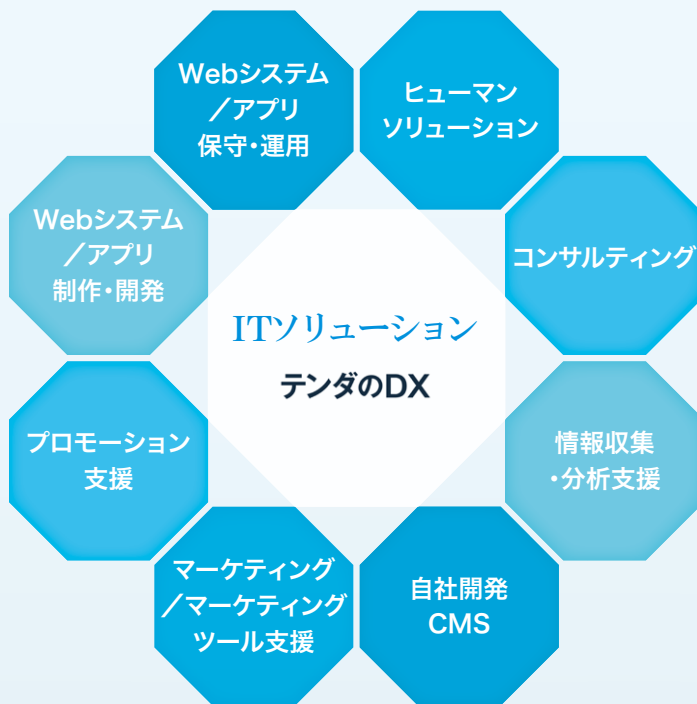 Webシステム
／アプリ
保守・運用
ヒューマン
ソリューション
Webシステム
／アプリ
制作・開発
コンサルティング
ITソリューション
テンダのDX
プロモーション
支援
情報収集
・分析支援
マーケティング
／マーケティング
ツール支援
自社開発
CMS